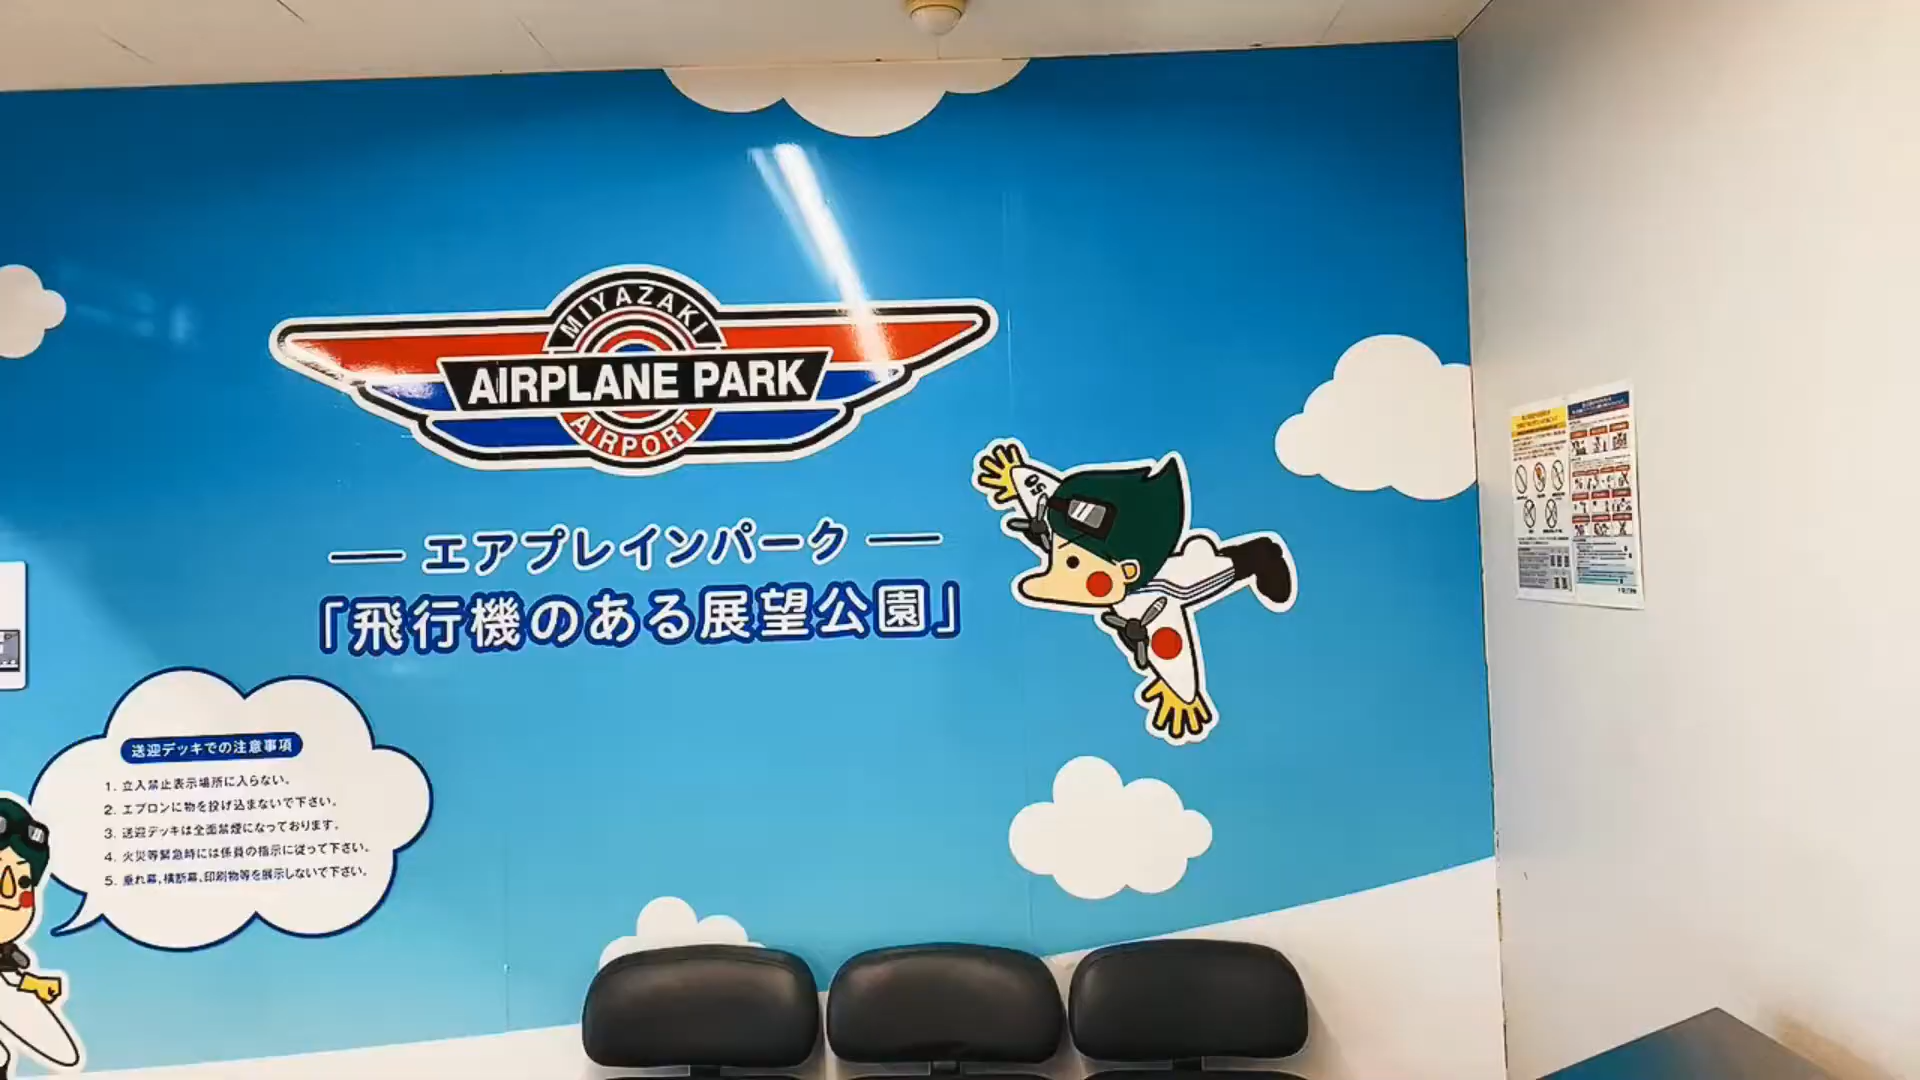 MIYAZAKI
AIRPLANE PARK
AIRPORT
エアプレインパーク
「飛行機のある展望公園」
05
送迎デッキでの注意事項
1. 立入禁止表示場所に入らない。
2. エプロンに物を投げ込まないで下さい。
3. 送迎デッキは全面禁煙になっております。
4. 火災等緊急時には係員の指示に従って下さい。
5. 垂れ幕,横断幕,印刷物等を展示しないで下さい。